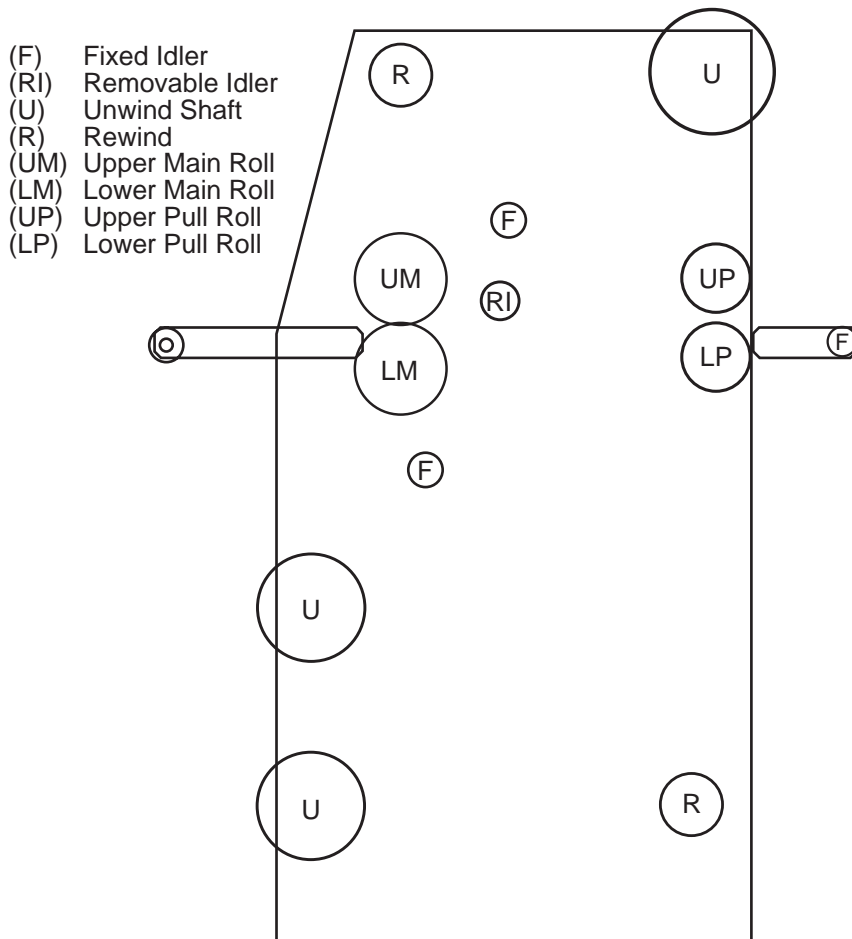 (F) Fixed Idler
(RI) Removable Idler
(U) Unwind Shaft
(R) Rewind
(UM) Upper Main Roll
(LM) Lower Main Roll
(UP) Upper Pull Roll
(LP) Lower Pull Roll
R
U
F
UM
UP
RI
F
LM
LP
F
U
U
R